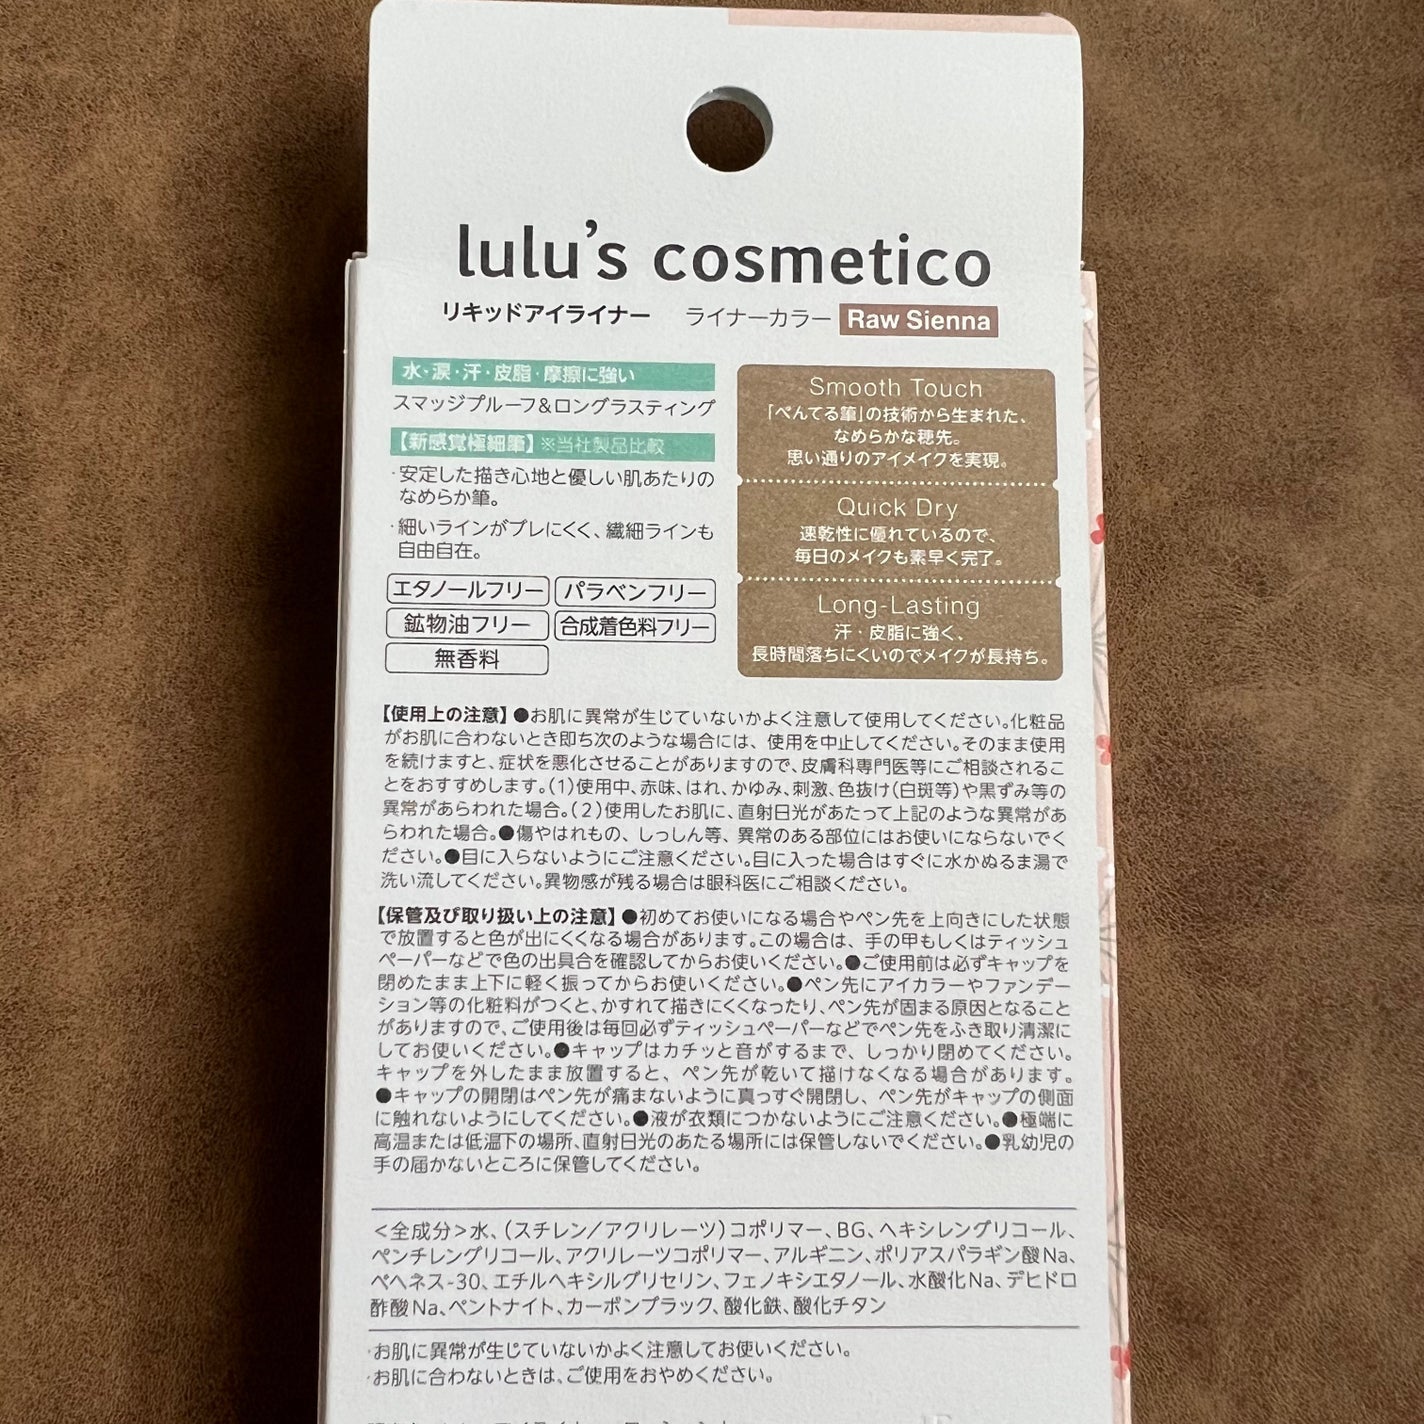 lulu's cosmetico
リキッドアイライナー ライナーカラー Raw Sienna
水・涙・汗・皮脂・摩擦に強い
スマッジプルーフ&ロングラスティング
【新感覚極細筆】※当社製品比較
・安定した描き心地と優しい肌あたりの
なめらか筆。
・細いラインがブレにくく、繊細ラインも
自由自在。
エタノールフリー パラベンフリー
鉱物油フリー 合成着色料フリー
無香料
Smooth Touch
「ぺんてる筆」の技術から生まれた、
なめらかな穂先。
思い通りのアイメイクを実現。
Quick Dry
速乾性に優れているので、
毎日のメイクも素早く完了。
Long-Lasting
汗・皮脂に強く、
長時間落ちにくいのでメイクが長持ち。
【使用上の注意】●お肌に異常が生じていないかよく注意して使用してください。化粧品
がお肌に合わないとき即ち次のような場合には、使用を中止してください。そのまま使用
を続けますと、症状を悪化させることがありますので、皮膚科専門医等にご相談されるこ
とをおすすめします。(1)使用中、赤味、はれ、かゆみ、刺激、色抜け(白斑等)や黒ずみ等の
異常があらわれた場合。(2)使用したお肌に、直射日光があたって上記のような異常があ
らわれた場合。●傷やはれもの、しっしん等、異常のある部位にはお使いにならないでく
ださい。●目に入らないようにご注意ください。目に入った場合はすぐに水かぬるま湯で
洗い流してください。異物感が残る場合は眼科医にご相談ください。
【保管及び取り扱い上の注意】●初めてお使いになる場合やペン先を上向きにした状態
で放置すると色が出にくくなる場合があります。この場合は、手の甲もしくはティッシュ
ペーパーなどで色の出具合を確認してからお使いください。●ご使用前は必ずキャップを
閉めたまま上下に軽く振ってからお使いください。●ペン先にアイカラーやファンデー
ション等の化粧料がつくと、かすれて描きにくくなったり、ペン先が固まる原因となること
がありますので、ご使用後は毎回必ずティッシュペーパーなどでペン先をふき取り清潔に
してお使いください。●キャップはカチッと音がするまで、しっかり閉めてください。
キャップを外したまま放置すると、ペン先が乾いて描けなくなる場合があります。
●キャップの開閉はペン先が痛まないように真っすぐ開閉し、ペン先がキャップの側面
に触れないようにしてください。●液が衣類につかないようにご注意ください。●極端に
高温または低温下の場所、直射日光のあたる場所には保管しないでください。●乳幼児の
手の届かないところに保管してください。
<全成分>水、(スチレン/アクリレーツ)コポリマー、BG、ヘキシレングリコール、
ペンチレングリコール、アクリレーツコポリマー、アルギニン、ポリアスパラギン酸Na、
ベヘネス-30、エチルヘキシルグリセリン、フェノキシエタノール、水酸化Na、デヒドロ
酢酸Na、ベントナイト、カーボンブラック、酸化鉄、酸化チタン
・お肌に異常が生じていないかよく注意してお使いください。
・お肌に合わないときは、ご使用をおやめください。